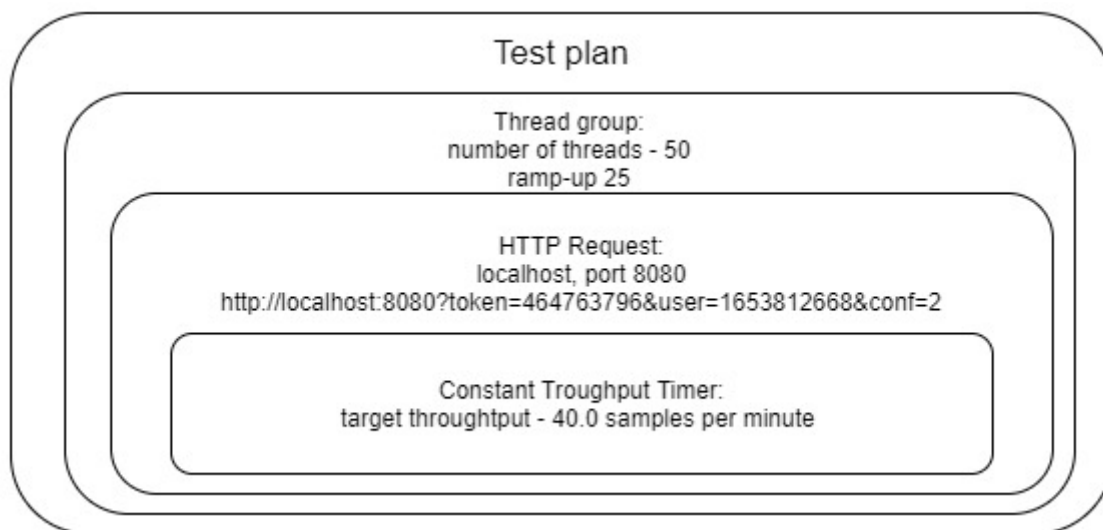 Test plan
Thread group:
number of threads - 50
ramp-up 25
HTTP Request:
localhost, port 8080
http://localhost:8080?token=464763796&user=1653812668&conf=2
Constant Troughput Timer:
target throughtput - 40.0 samples per minute